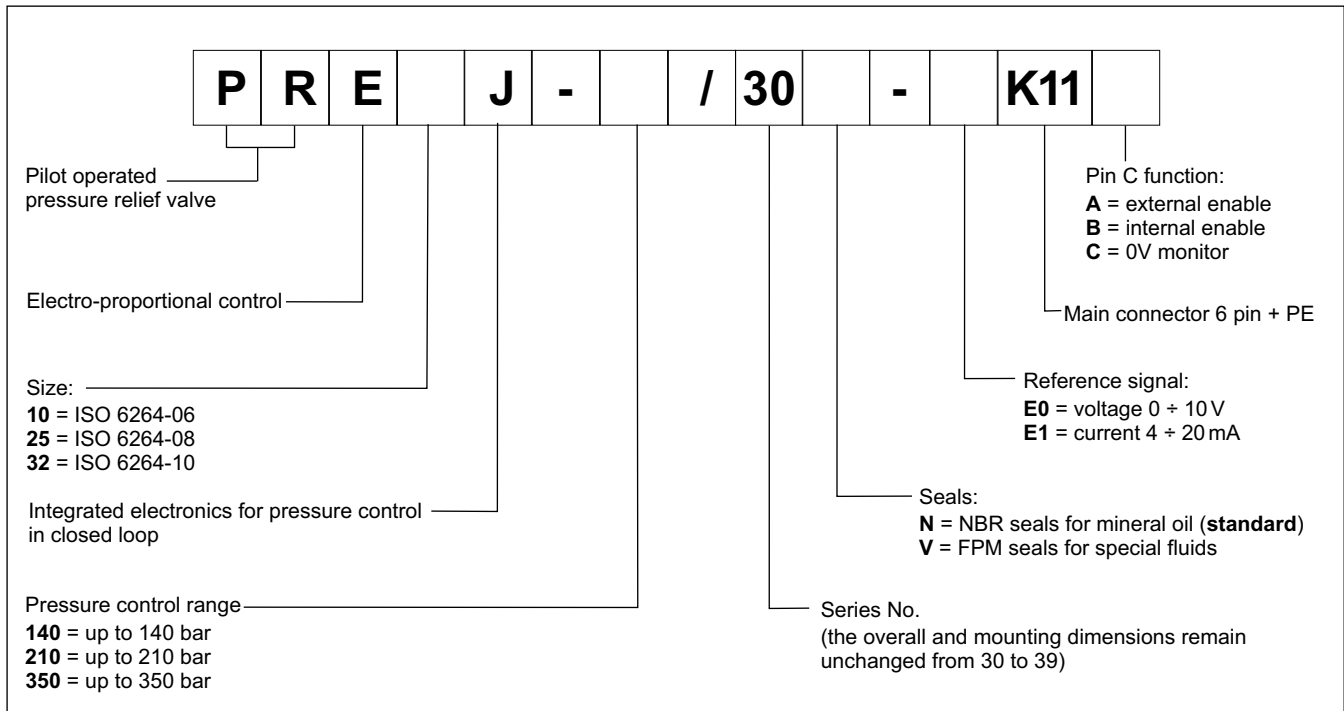 P R E J - / 30 - K11
Pilot operated
pressure relief valve
Electro-proportional control
Size:
10 = ISO 6264-06
25 = ISO 6264-08
32 = ISO 6264-10
Integrated electronics for pressure control
in closed loop
Pressure control range
140 = up to 140 bar
210 = up to 210 bar
350 = up to 350 bar
Pin C function:
A = external enable
B = internal enable
C = 0V monitor
Main connector 6 pin + PE
Reference signal:
E0 = voltage 0 ÷ 10 V
E1 = current 4 ÷ 20 mA
Seals:
N = NBR seals for mineral oil (standard)
V = FPM seals for special fluids
Series No.
(the overall and mounting dimensions remain
unchanged from 30 to 39)